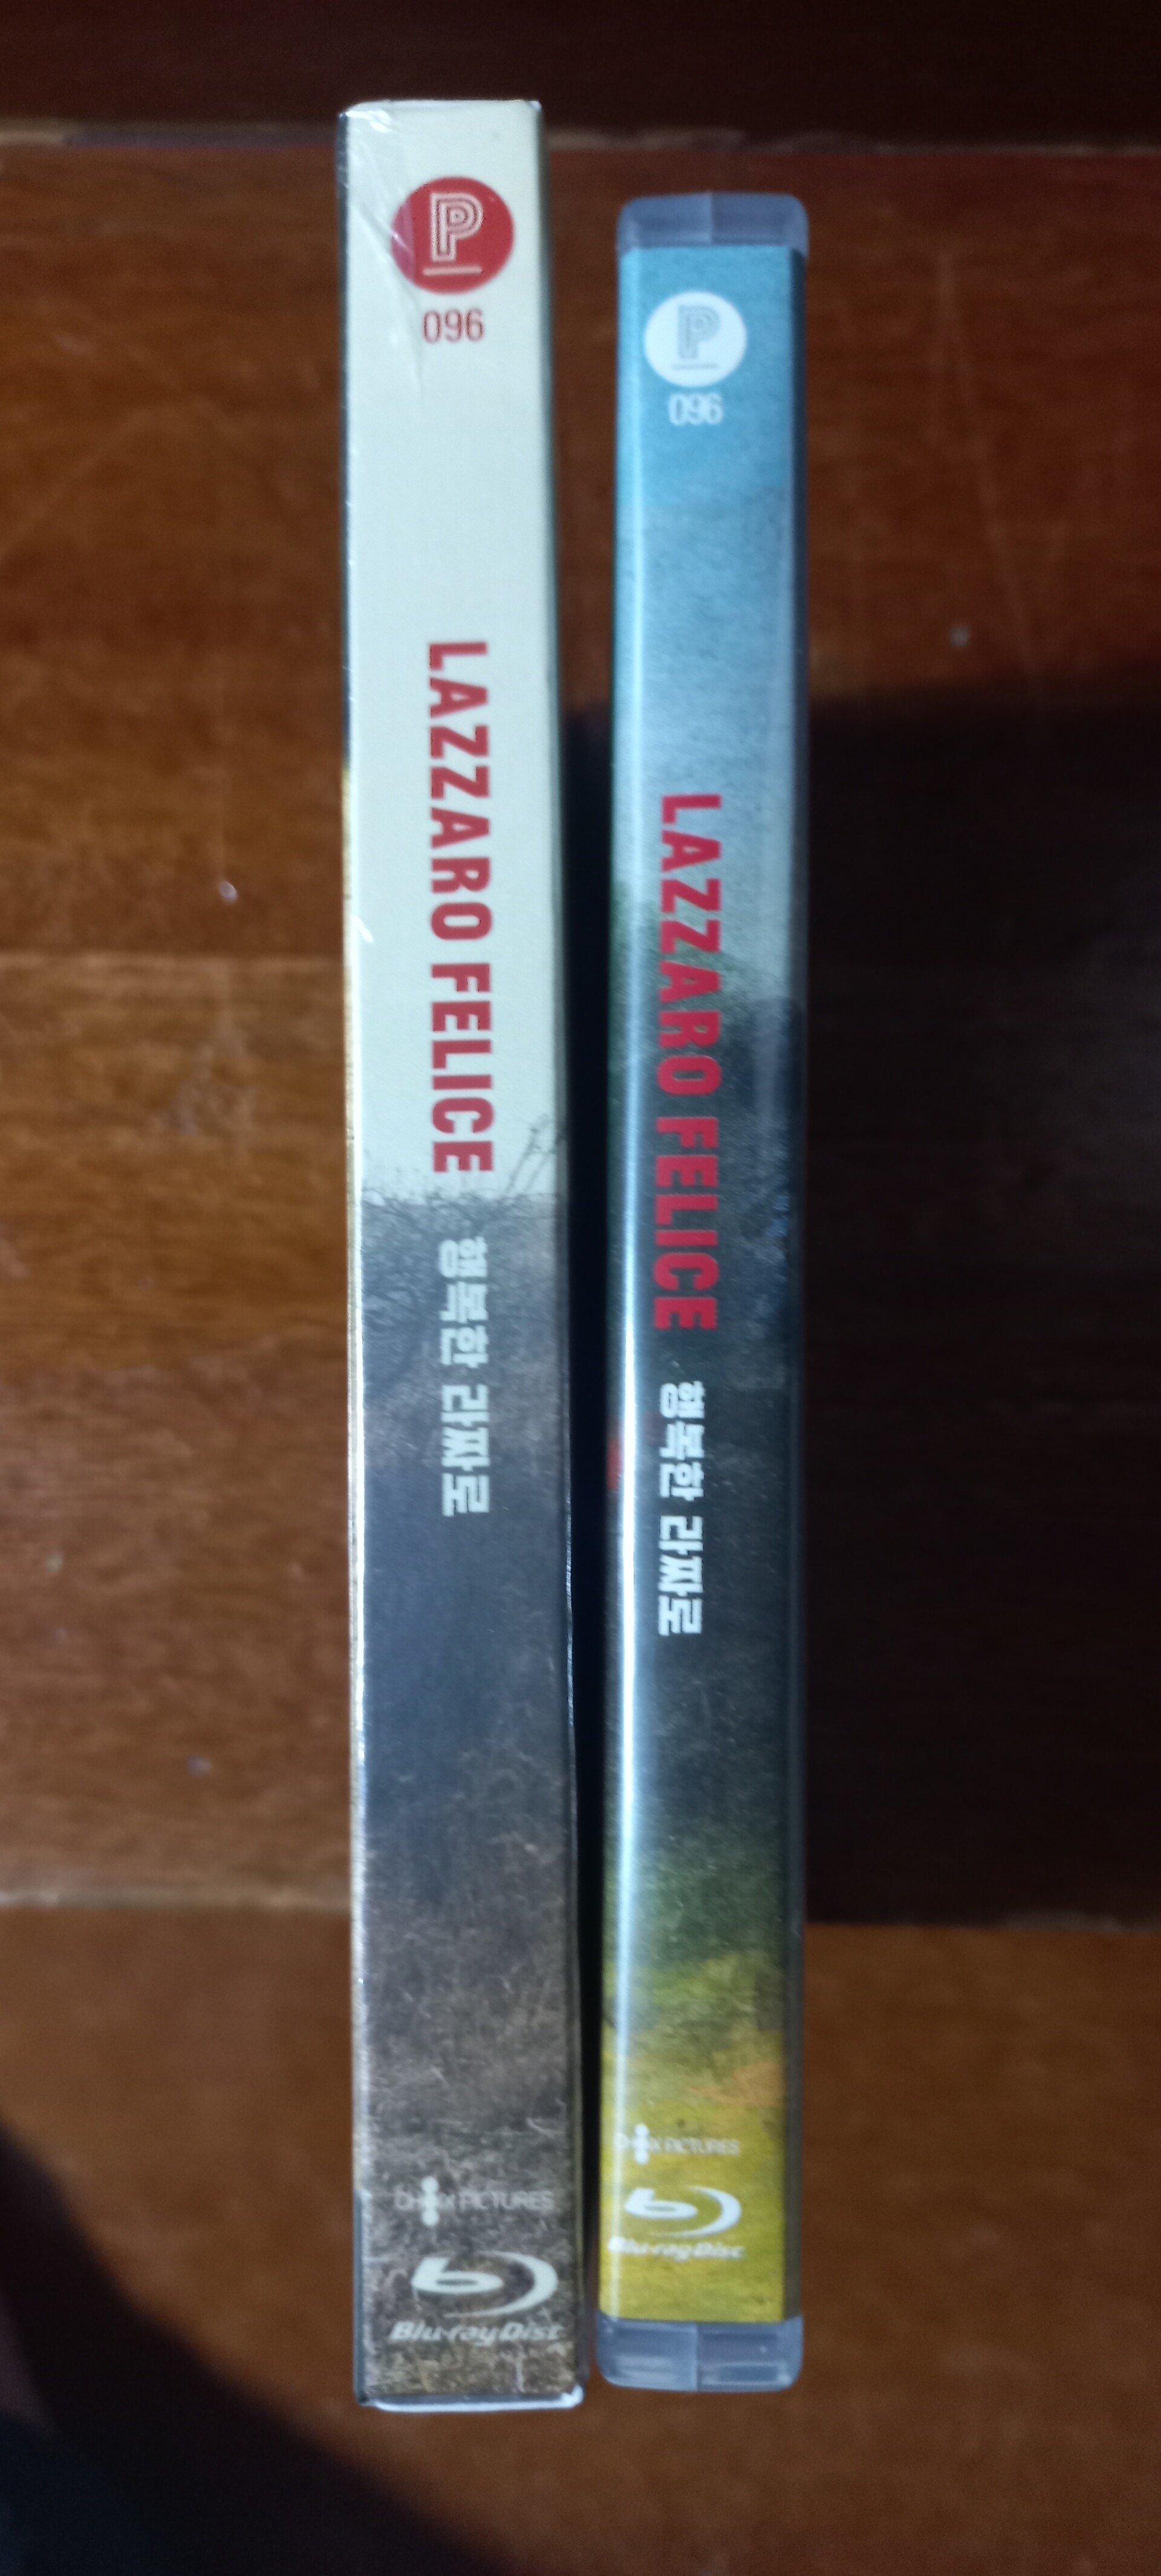 096
LAZZARO FELICE
행복한 라짜로
Blu-ray Disc
096
LAZZARO FELICE
행복한 라짜로
PICTURES
Blu-ray Disc